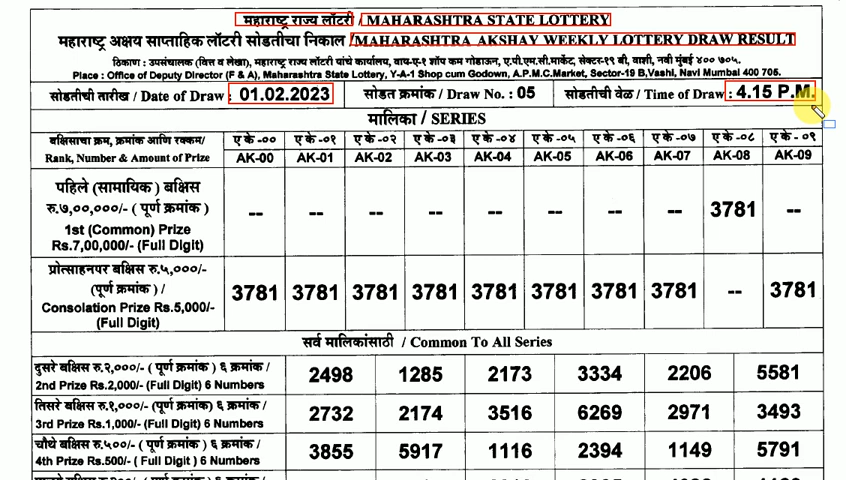 महाराष्ट्र राज्य लॉटरी / MAHARASHTRA STATE LOTTERY
महाराष्ट्र अक्षय साप्ताहिक लॉटरी सोडतीचा निकाल / MAHARASHTRA AKSHAY WEEKLY LOTTERY DRAW RESULT
ठिकाण : उपसंचालक (वित्त व लेखा), महाराष्ट्र राज्य लॉटरी यांचे कार्यालय, वाय-ए-१ शॉप कम गोडाऊन, ए.पी.एम.सी.मार्केट, सेक्टर-१९ बी, वाशी, नवी मुंबई ४०० ७०५.
Place : Office of Deputy Director (F & A), Maharashtra State Lottery, Y-A-1 Shop cum Godown, A.P.M.C.Market, Sector-19 B,Vashi, Navi Mumbai 400 705.
सोडतीची तारीख / Date of Draw : 01.02.2023 सोडत क्रमांक / Draw No. : 05 सोडतीची वेळ / Time of Draw : 4.15 P.M.
मालिका / SERIES
बक्षिसाचा क्रम, क्रमांक आणि रक्कम/ एके -०० एके -०१ एके -०२ एके -०३ एके -०४ एके -०५ एके -०६ एके -०७ एके -०८ एके -०९
Rank, Number & Amount of Prize AK-00 AK-01 AK-02 AK-03 AK-04 AK-05 AK-06 AK-07 AK-08 AK-09
पहिले (सामायिक) बक्षिस
रु.७,००,०००/- ( पूर्ण क्रमांक ) -- -- -- -- -- -- -- -- 3781 --
1st (Common) Prize
Rs.7,00,000/- (Full Digit)
प्रोत्साहनपर बक्षिस रु.५,०००/-
(पूर्ण क्रमांक ) / 3781 3781 3781 3781 3781 3781 3781 3781 -- 3781
Consolation Prize Rs.5,000/-
(Full Digit)
सर्व मालिकांसाठी / Common To All Series
दुसरे बक्षिस रु.२,०००/- ( पूर्ण क्रमांक ) ६ क्रमांक / 2498 1285 2173 3334 2206 5581
2nd Prize Rs.2,000/- (Full Digit) 6 Numbers
तिसरे बक्षिस रु.१,०००/- (पूर्ण क्रमांक) ६ क्रमांक / 2732 2174 3516 6269 2971 3493
3rd Prize Rs.1,000/- (Full Digit) 6 Numbers
चौथे बक्षिस रु.५००/- ( पूर्ण क्रमांक ) ६ क्रमांक / 3855 5917 1116 2394 1149 5791
4th Prize Rs.500/- ( Full Digit ) 6 Numbers